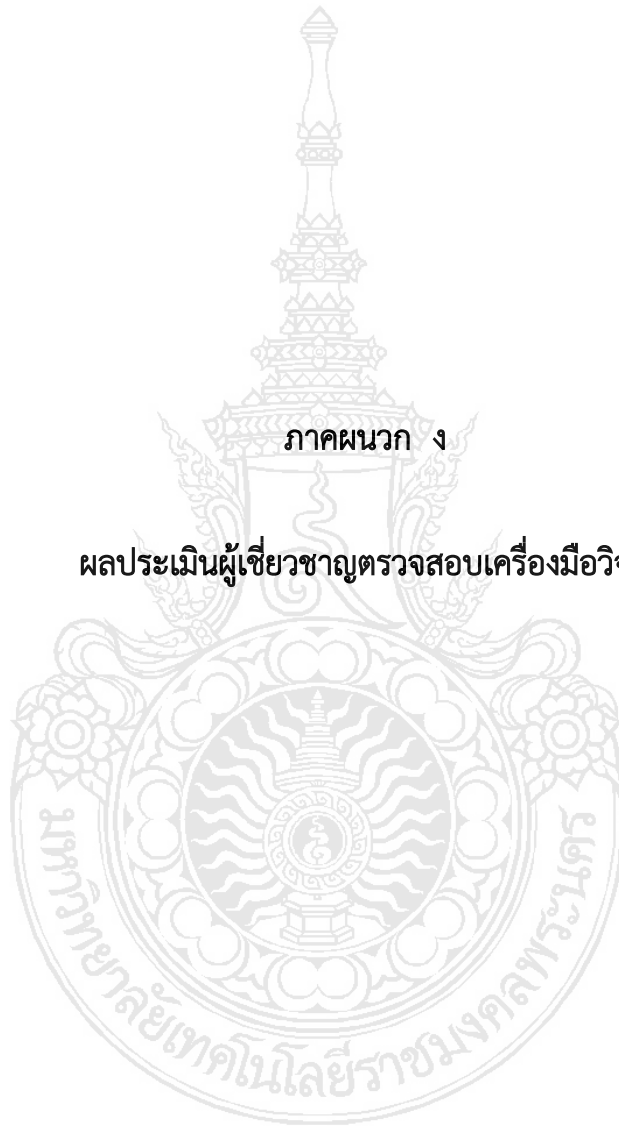 ภาคผนวก ง
ผลประเมินผู้เชี่ยวชาญตรวจสอบเครื่องมือวิจ
มหาวิทยาลัยเทคโนโลยีราชมงคลพระนคร